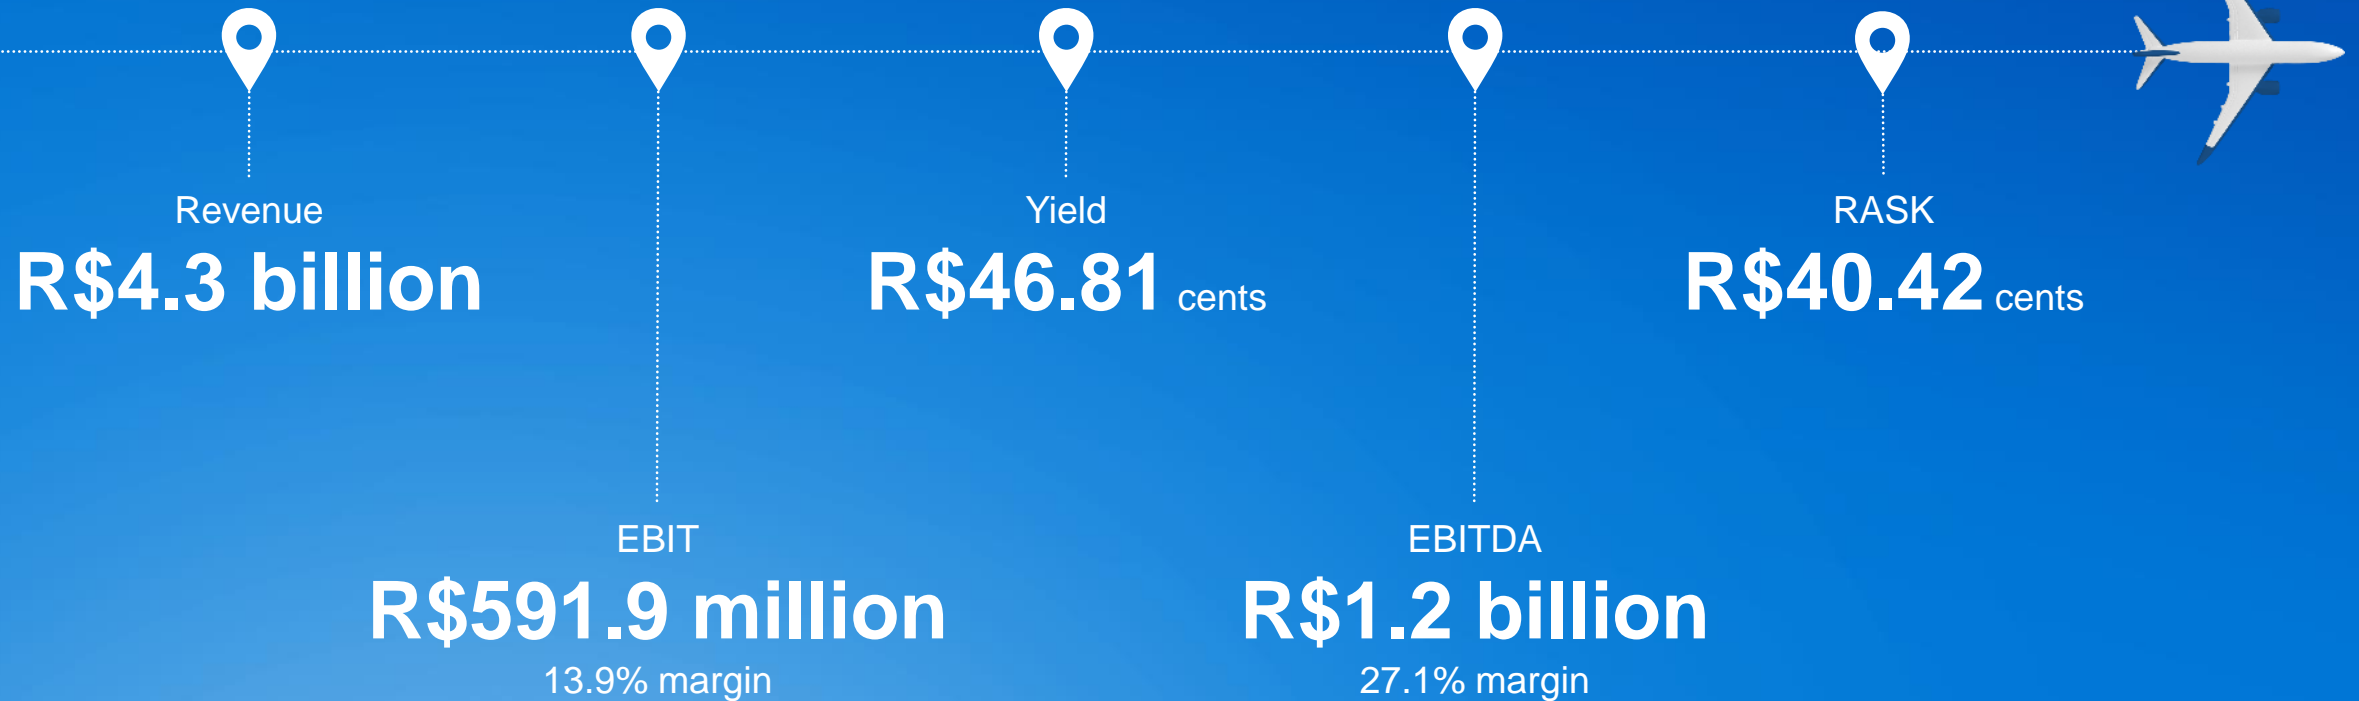 Revenue
R$4.3 billion
EBIT
R$591.9 million
13.9% margin
Yield
R$46.81 cents
EBITDA
R$1.2 billion
27.1% margin
RASK
R$40.42 cents